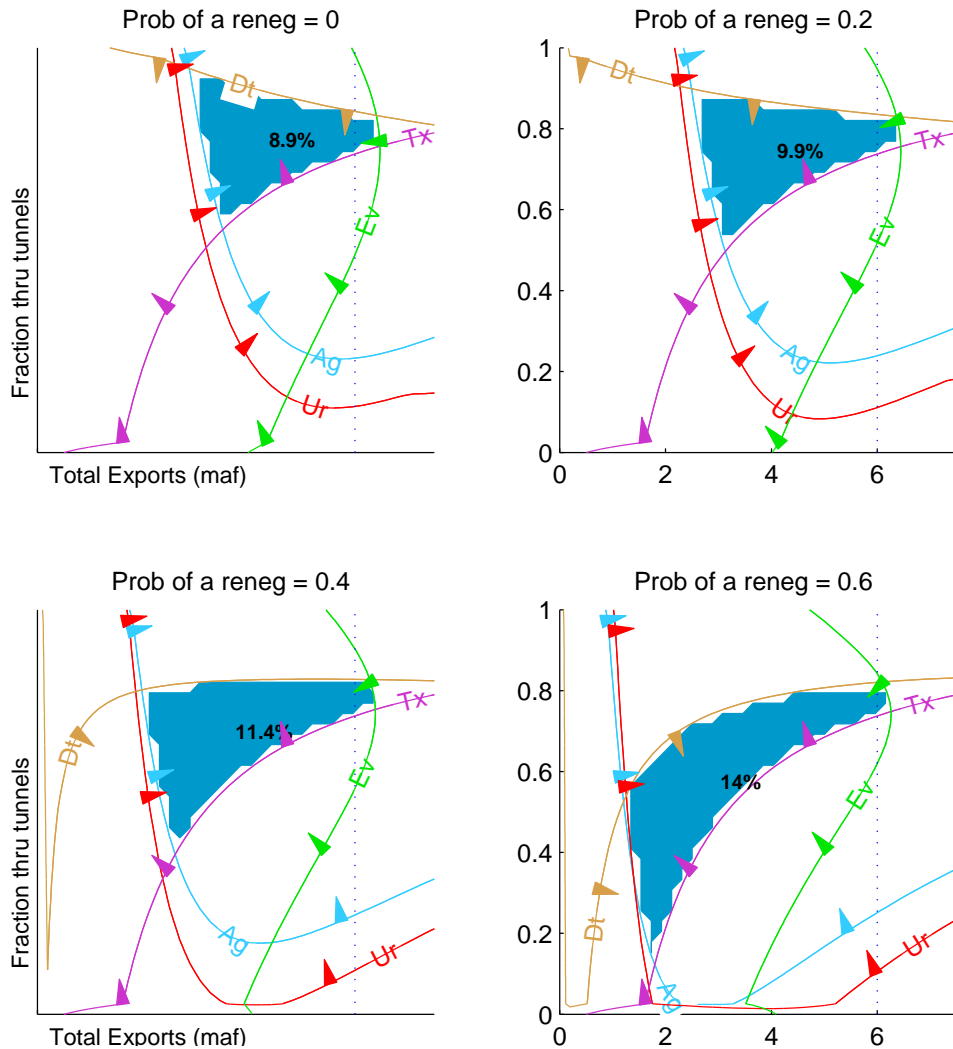 Prob of a reneg = 0
Fraction thru tunnels
Dt
8.9%
Tx
Ev
Ag
Ur
Total Exports (maf)
Prob of a reneg = 0.2
1
0.8
0.6
0.4
0.2
0
0 2 4 6
Dt
9.9%
Tx
Ev
Ag
Ur
Prob of a reneg = 0.4
Fraction thru tunnels
Dt
11.4%
Tx
Ev
Ag
Ur
Total Exports (maf)
Prob of a reneg = 0.6
1
0.8
0.6
0.4
0.2
0
0 2 4 6
Tx
14%
Ev
Dt
Ur
Ag